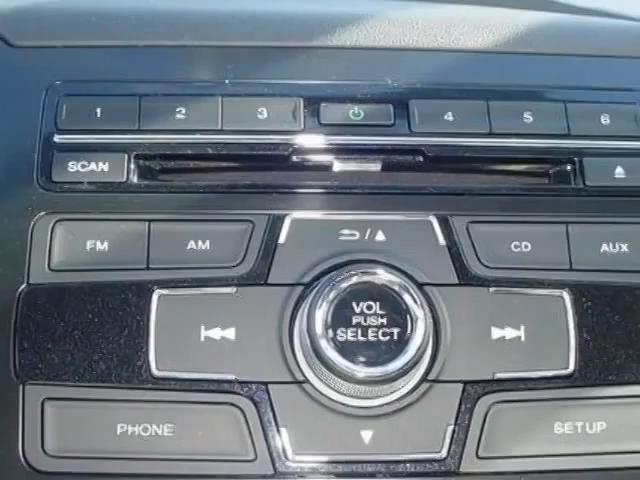 1 2 3 4 5 6
SCAN
FM AM CD AUX
VOL
PUSH
SELECT
PHONE SETUP